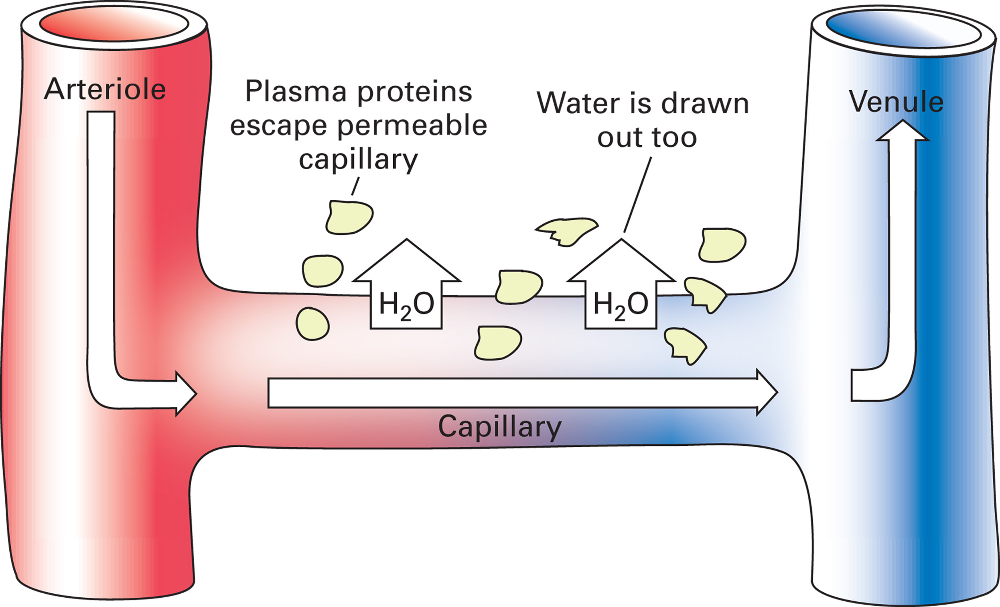 Arteriole
Plasma proteins
escape permeable
capillary
Water is drawn
out too
Venule
H₂O
H₂O
Capillary